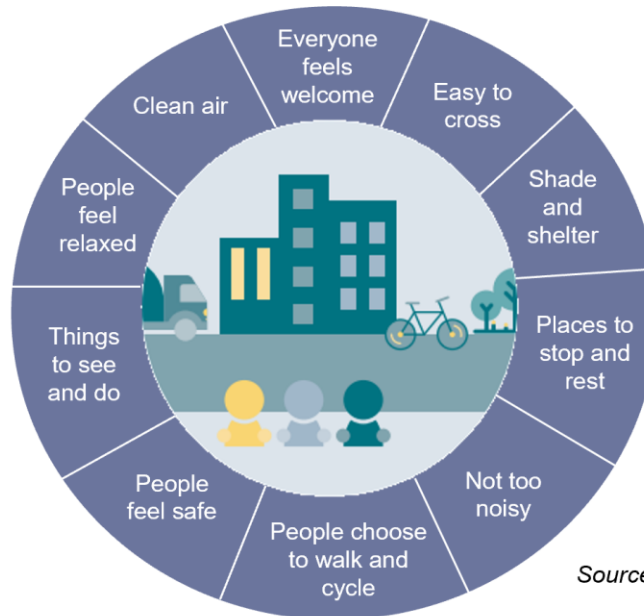 Everyone
feels
welcome
Easy to
cross
Shade
and
shelter
Places to
stop and
rest
Not too
noisy
People choose
to walk and
cycle
People
feel safe
Things
to see
and do
People
feel
relaxed
Clean air
Source